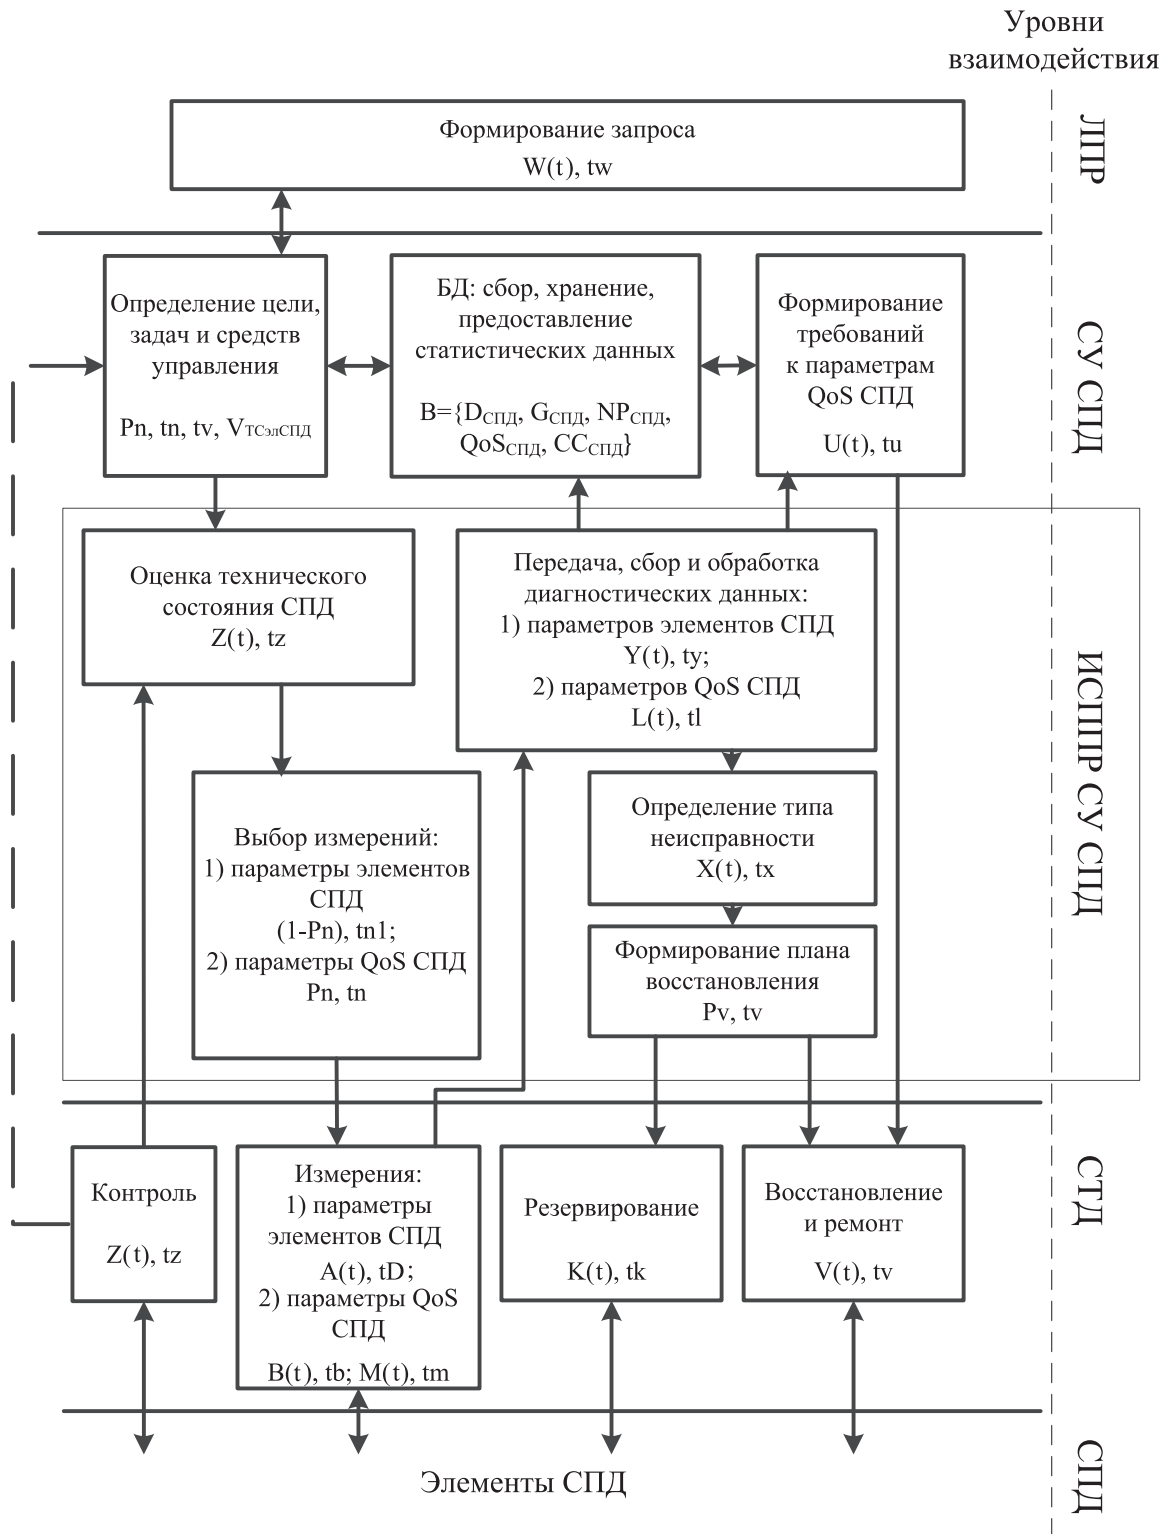 Уровни
взаимодействия
ЛПР
Формирование запроса
W(t), tw
СУ СПД
Определение цели,
задач и средств
управления
Pn, tn, tv, VТСэлСПД
БД: сбор, хранение,
предоставление
статистических данных
B={DСПД, GСПД, NPСПД,
QoSСПД, CCСПД}
Формирование
требований
к параметрам
QoS СПД
U(t), tu
ИСППР СУ СПД
Оценка технического
состояния СПД
Z(t), tz
Передача, сбор и обработка
диагностических данных:
1) параметров элементов СПД
Y(t), ty;
2) параметров QoS СПД
L(t), tl
Выбор измерений:
1) параметры элементов
СПД
(1-Pn), tn1;
2) параметры QoS СПД
Pn, tn
Определение типа
неисправности
X(t), tx
Формирование плана
восстановления
Pv, tv
СТД
Контроль
Z(t), tz
Измерения:
1) параметры
элементов СПД
A(t), tD;
2) параметры QoS
СПД
B(t), tb; M(t), tm
Резервирование
K(t), tk
Восстановление
и ремонт
V(t), tv
СПД
Элементы СПД